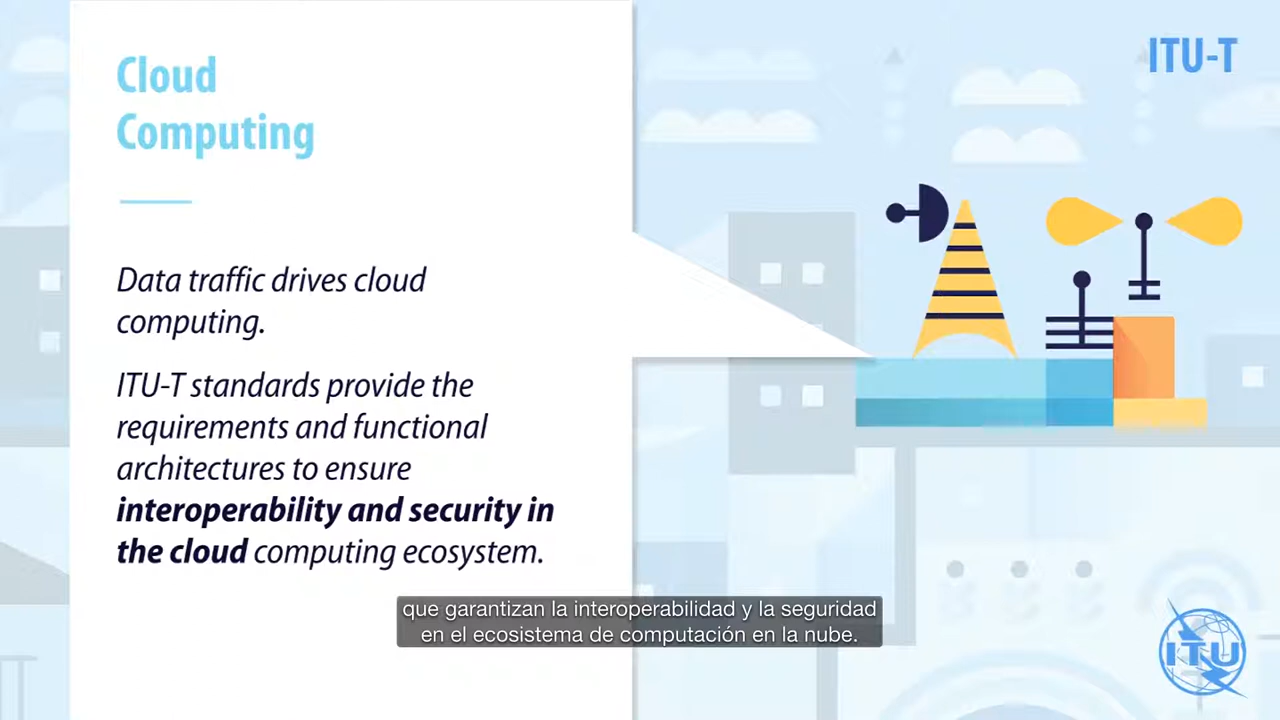 ITU-T
Cloud
Computing
Data traffic drives cloud
computing.
ITU-T standards provide the
requirements and functional
architectures to ensure
interoperability and security in
the cloud computing ecosystem.
que garantizan la interoperabilidad y la seguridad
en el ecosistema de computación en la nube.
ITU